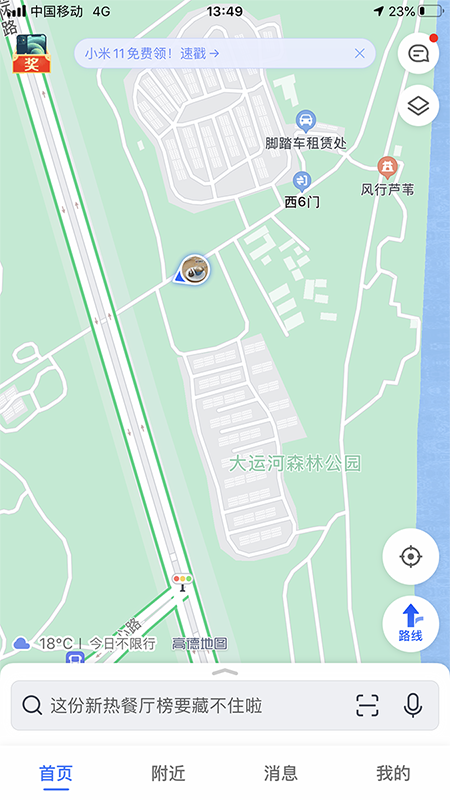 中国移动 4G 13:49 23%
路
奖
小米 11 免费领！速戳→
脚踏车租赁处
风行芦苇
西6门
大运河森林公园
路
18°C | 今日不限行
高德地图
路线
这份新热餐厅榜要藏不住啦
首页 附近 消息 我的